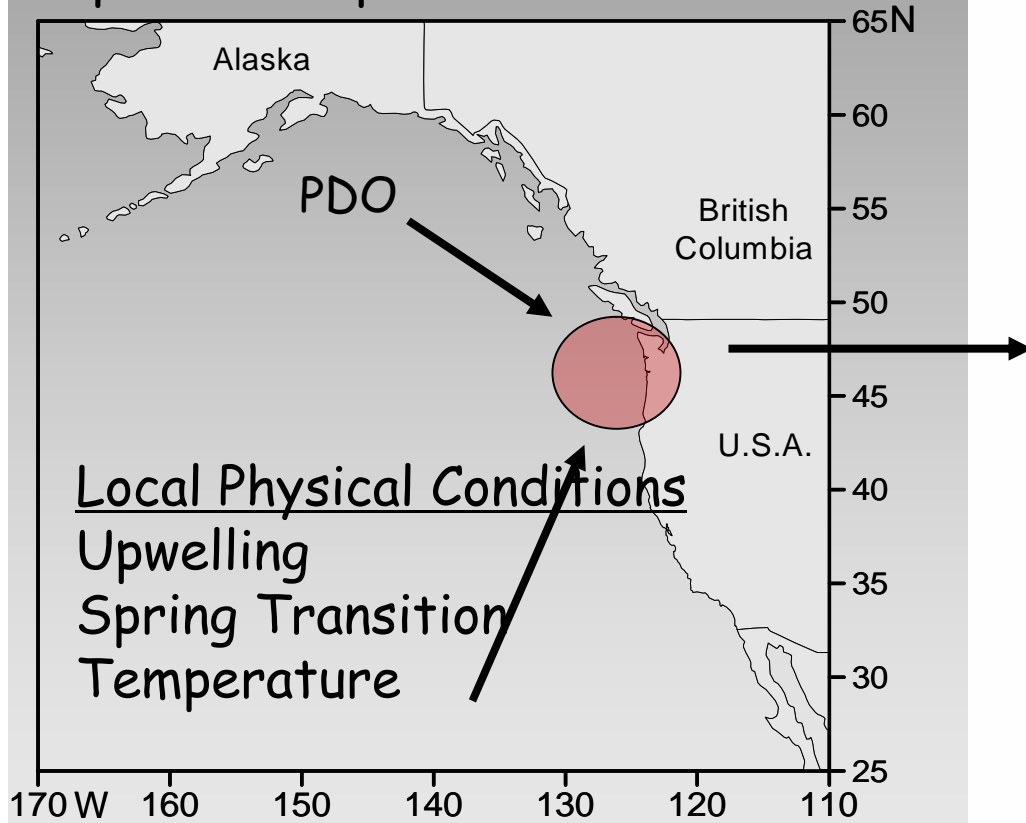 65N
Alaska
60
PDO
55
British
Columbia
50
45
U.S.A.
Local Physical Conditions
40
Upwelling
35
Spring Transition
Temperature
30
25
170 W 160 150 140 130 120 110